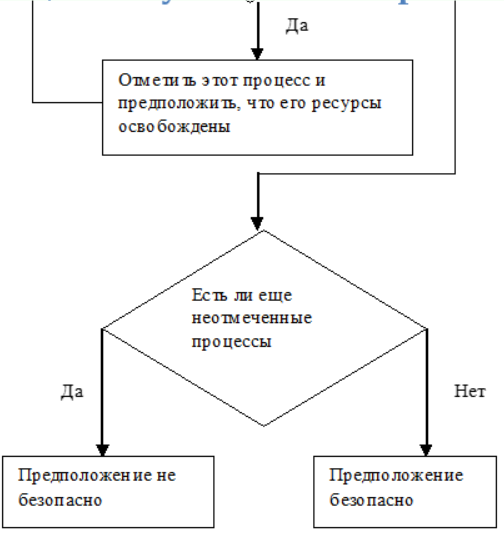 Да
Отметить этот процесс и
предположить, что его ресурсы
освобождены
Есть ли еще
неотмеченные
процессы
Да
Нет
Предположение не
безопасно
Предположение
безопасно